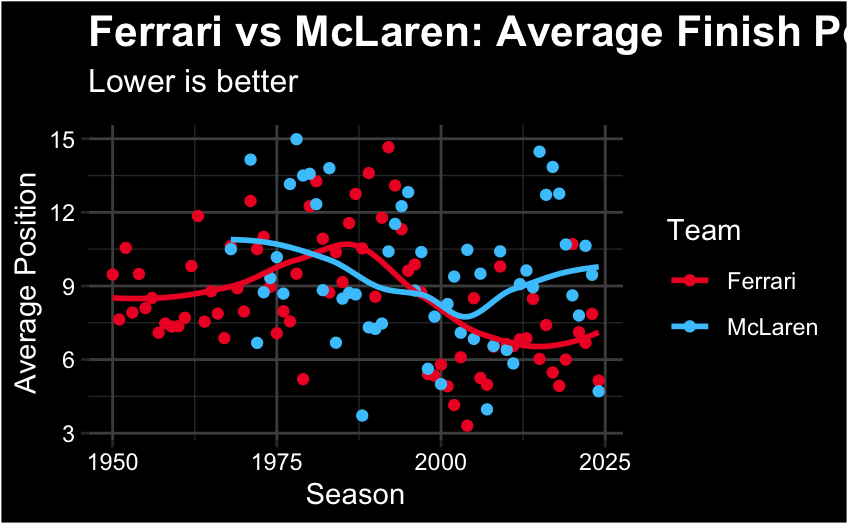 Ferrari vs McLaren: Average Finish
Lower is better
15
12
9
6
3
Average Position
1950
1975
2000
2025
Season
Team
Ferrari
McLaren